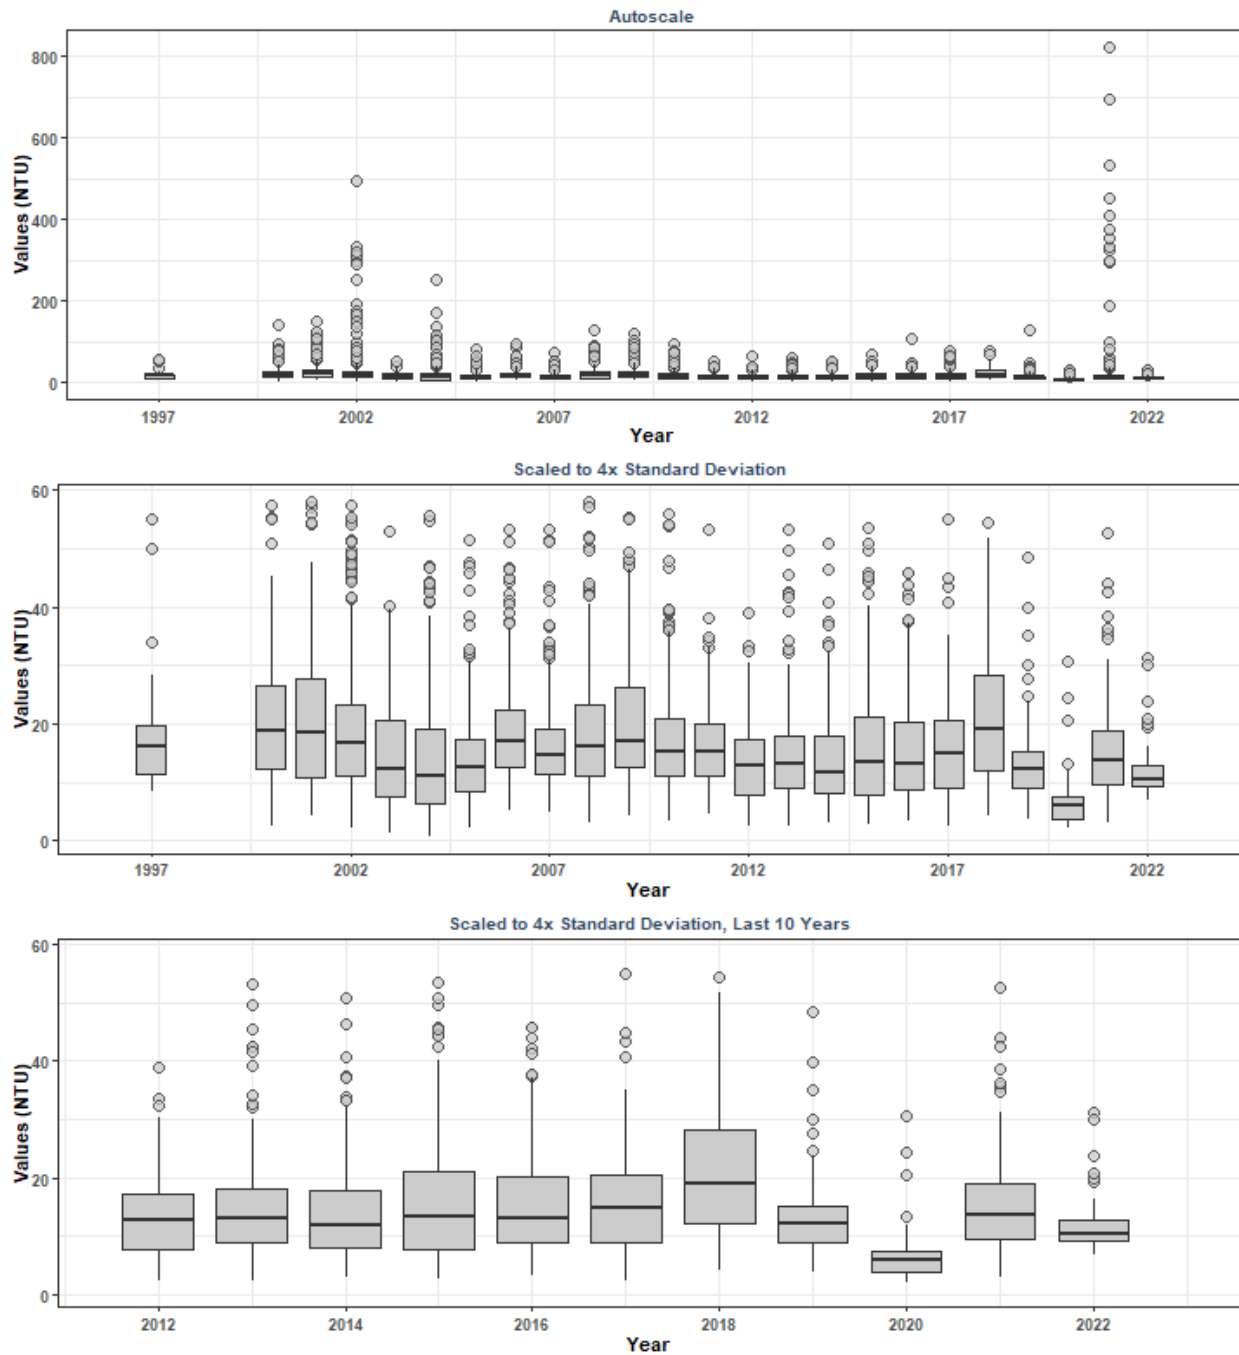 Autoscale
Values (NTU)
800
600
400
200
0
1997 2002 2007 2012 2017 2022
Year
Scaled to 4x Standard Deviation
Values (NTU)
60
40
20
0
1997 2002 2007 2012 2017 2022
Year
Scaled to 4x Standard Deviation, Last 10 Years
Values (NTU)
60
40
20
0
2012 2014 2016 2018 2020 2022
Year